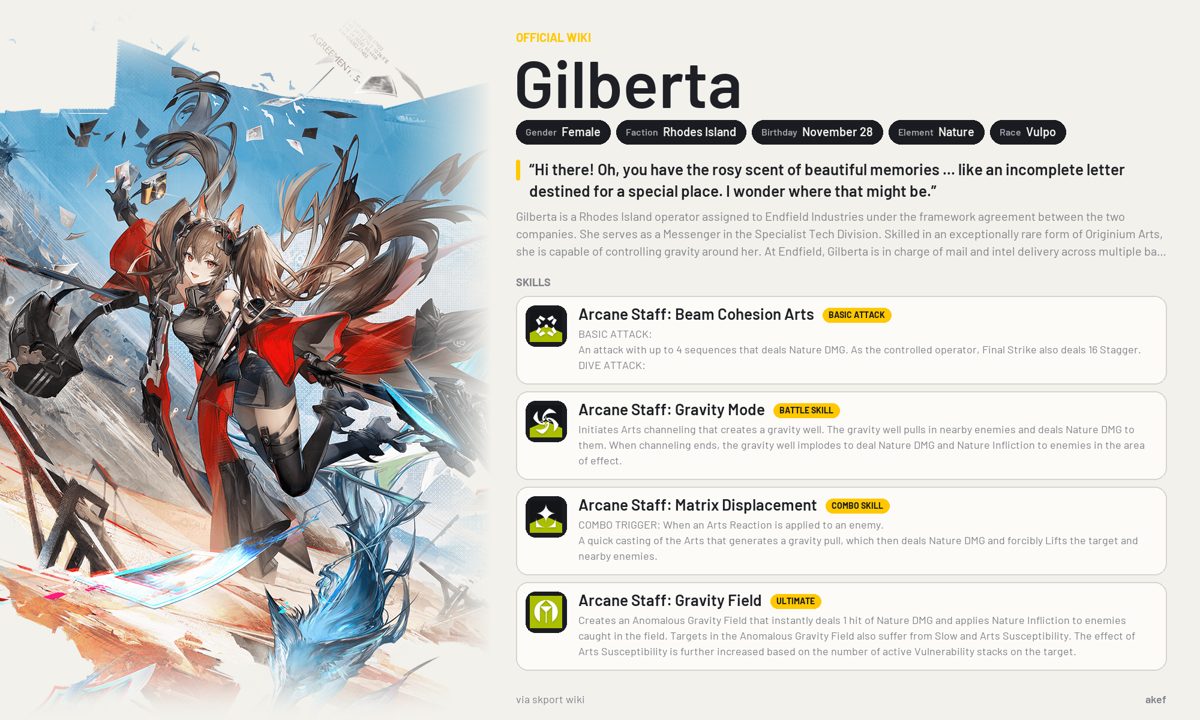 AGREEMENT, S-
OFFICIAL WIKI
Gilberta
Gender Female Faction Rhodes Island Birthday November 28 Element Nature Race Vulpo
“Hi there! Oh, you have the rosy scent of beautiful memories ... like an incomplete letter
destined for a special place. I wonder where that might be.”
Gilberta is a Rhodes Island operator assigned to Endfield Industries under the framework agreement between the two
companies. She serves as a Messenger in the Specialist Tech Division. Skilled in an exceptionally rare form of Originium Arts,
she is capable of controlling gravity around her. At Endfield, Gilberta is in charge of mail and intel delivery across multiple ba...
SKILLS
Arcane Staff: Beam Cohesion Arts BASIC ATTACK
BASIC ATTACK:
An attack with up to 4 sequences that deals Nature DMG. As the controlled operator, Final Strike also deals 16 Stagger.
DIVE ATTACK:
Arcane Staff: Gravity Mode BATTLE SKILL
Initiates Arts channeling that creates a gravity well. The gravity well pulls in nearby enemies and deals Nature DMG to
them. When channeling ends, the gravity well implodes to deal Nature DMG and Nature Infliction to enemies in the area
of effect.
Arcane Staff: Matrix Displacement COMBO SKILL
COMBO TRIGGER: When an Arts Reaction is applied to an enemy.
A quick casting of the Arts that generates a gravity pull, which then deals Nature DMG and forcibly Lifts the target and
nearby enemies.
Arcane Staff: Gravity Field ULTIMATE
Creates an Anomalous Gravity Field that instantly deals 1 hit of Nature DMG and applies Nature Infliction to enemies
caught in the field. Targets in the Anomalous Gravity Field also suffer from Slow and Arts Susceptibility. The effect of
Arts Susceptibility is further increased based on the number of active Vulnerability stacks on the target.
via skport wiki
akef